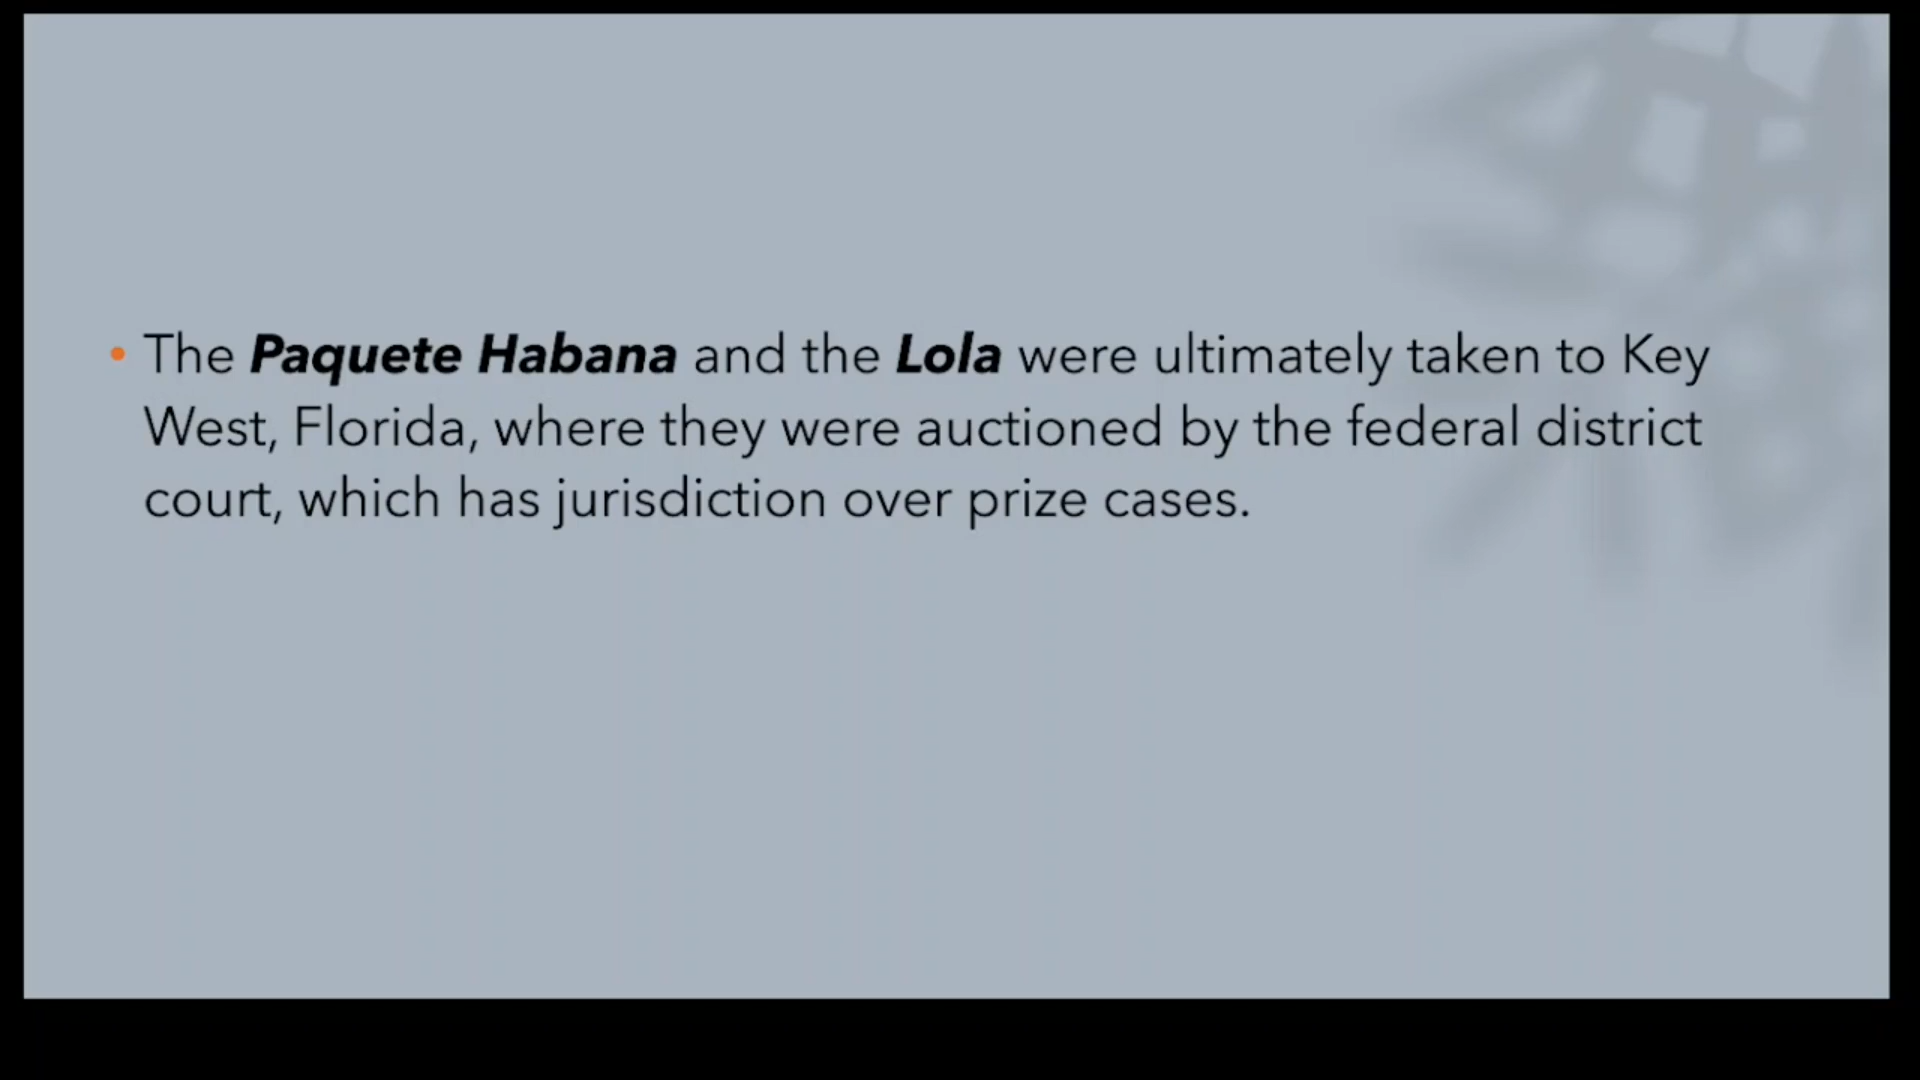 • The Paquete Habana and the Lola were ultimately taken to Key
West, Florida, where they were auctioned by the federal district
court, which has jurisdiction over prize cases.